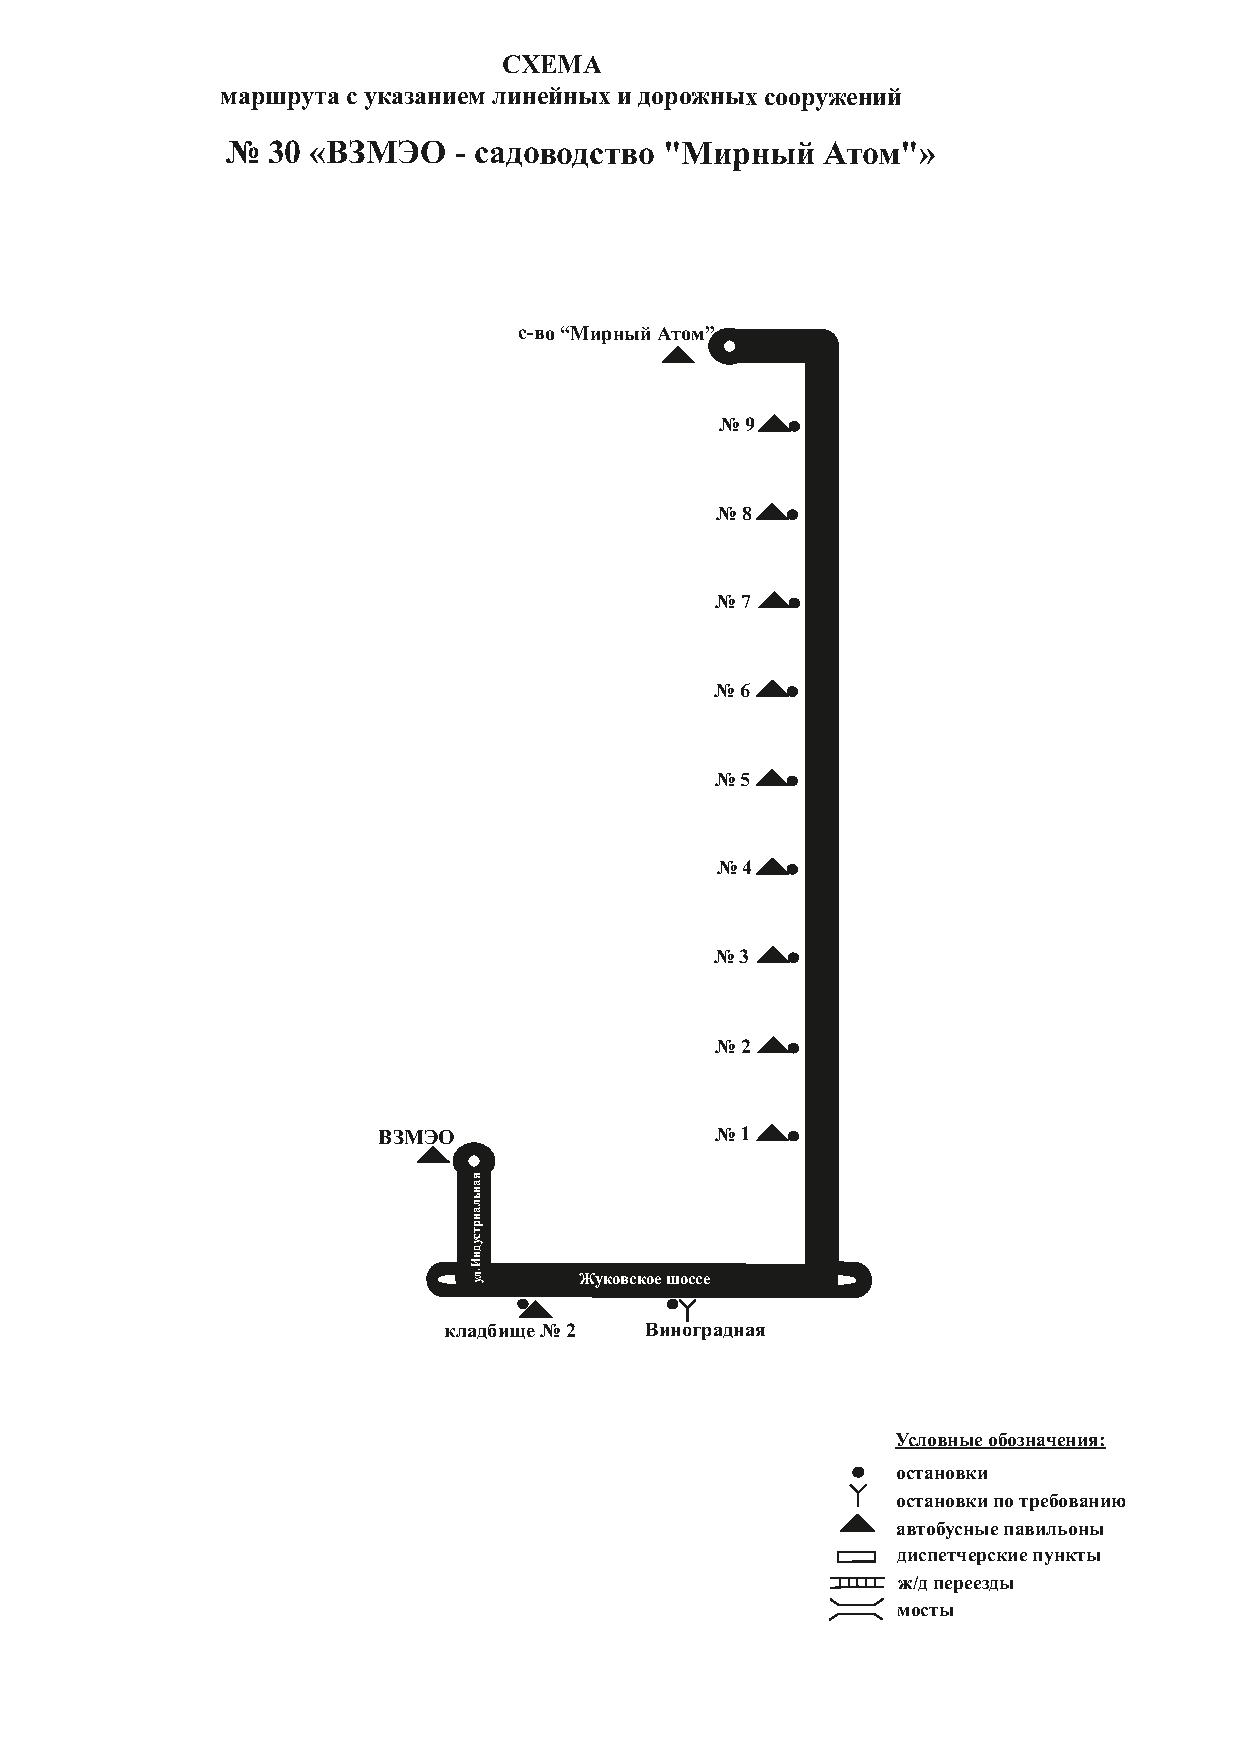 СХЕМА
маршрута с указанием линейных и дорожных сооружений
№ 30 «ВЗМЭО - садоводство "Мирный Атом"»
с-во “Мирный Атом”
№ 9
№ 8
№ 7
№ 6
№ 5
№ 4
№ 3
№ 2
№ 1
ВЗМЭО
ул.Индустриальная
Жуковское шоссе
кладбище № 2
Виноградная
Условные обозначения:
остановки
остановки по требованию
автобусные павильоны
диспетчерские пункты
ж/д переезды
мосты